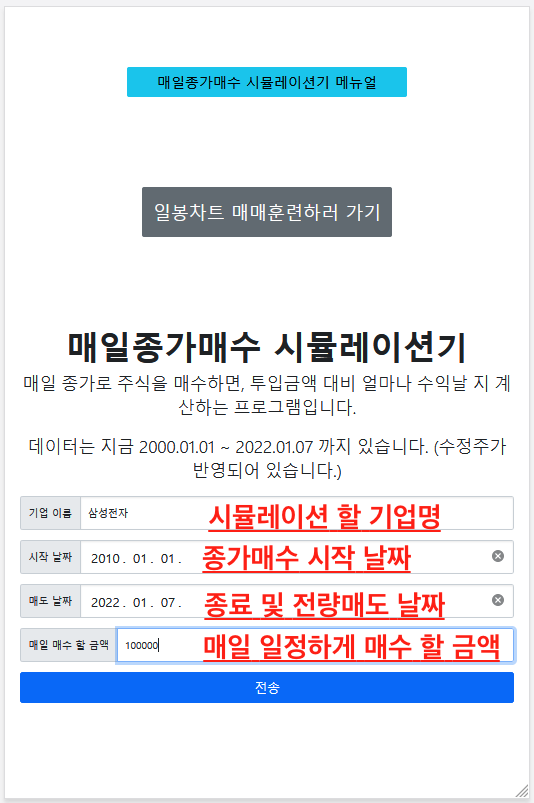 매일종가매수 시뮬레이션기 메뉴얼
일봉차트 매매훈련하러 가기
매일종가매수 시뮬레이션기
매일 종가로 주식을 매수하면, 투입금액 대비 얼마나 수익날 지 계
산하는 프로그램입니다.
데이터는 지금 2000.01.01 ~ 2022.01.07 까지 있습니다. (수정주가
반영되어 있습니다.)
기업 이름 삼성전자 시뮬레이션 할 기업명
시작 날짜 2010 . 01 . 01 . 종가매수 시작 날짜
매도 날짜 2022 . 01 . 07 . 종료 및 전량매도 날짜
매일 매수 할 금액 100000 매일 일정하게 매수 할 금액
전송